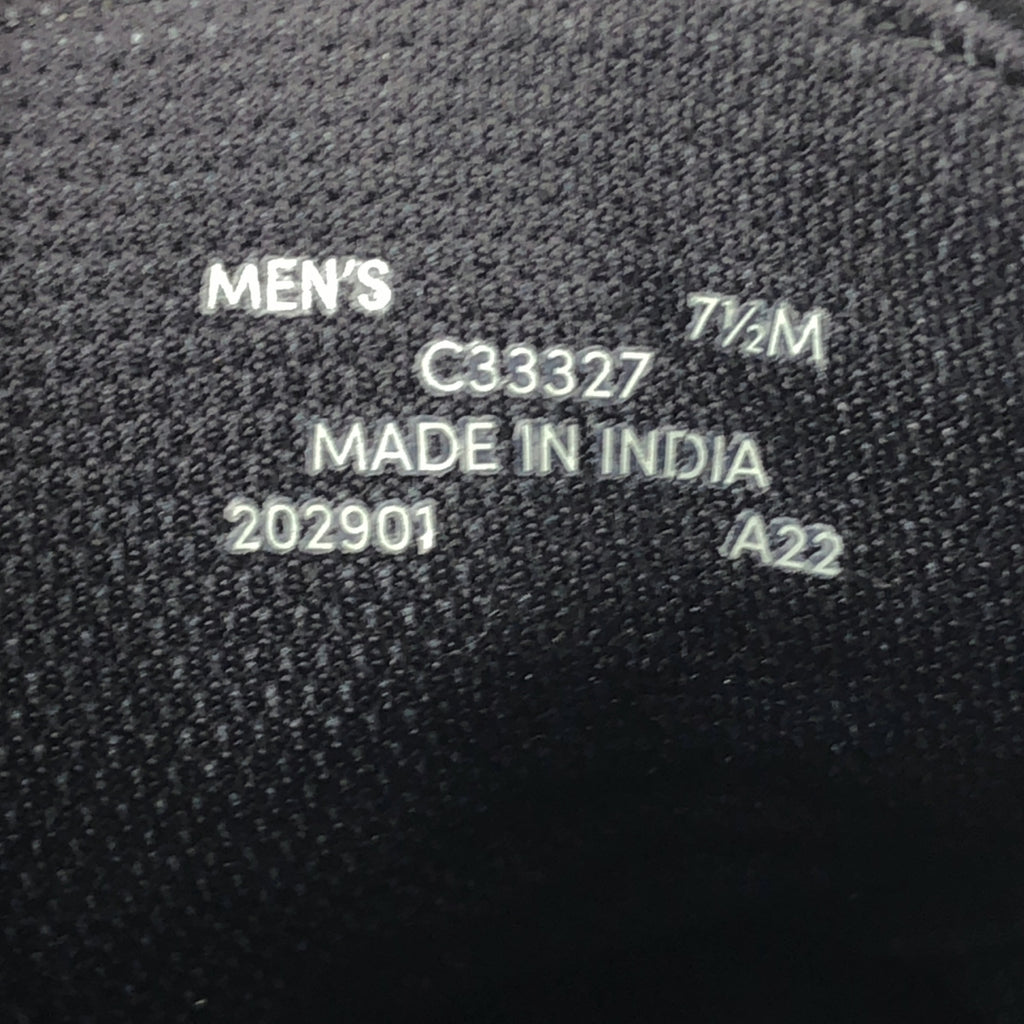 MEN'S 7½M
C33327
MADE IN INDIA
202901 A22